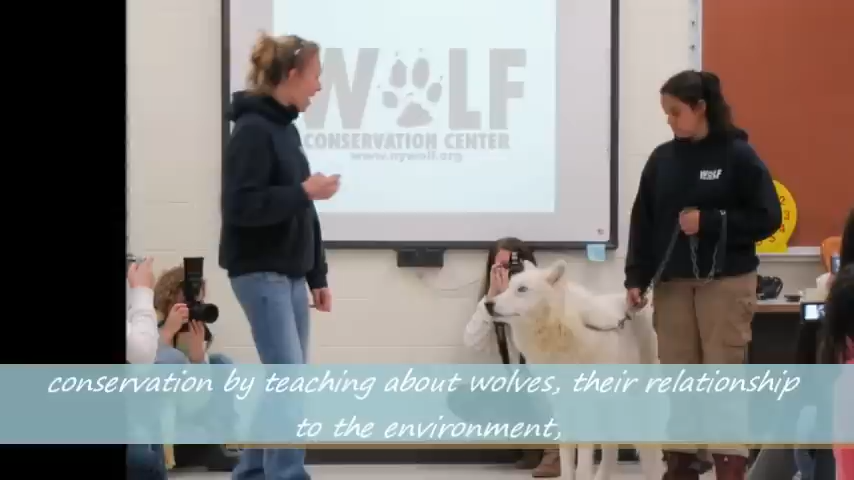 WOLF
CONSERVATION CENTER
www.nywolf.org
WOLF
conservation by teaching about wolves, their relationship
to the environment,